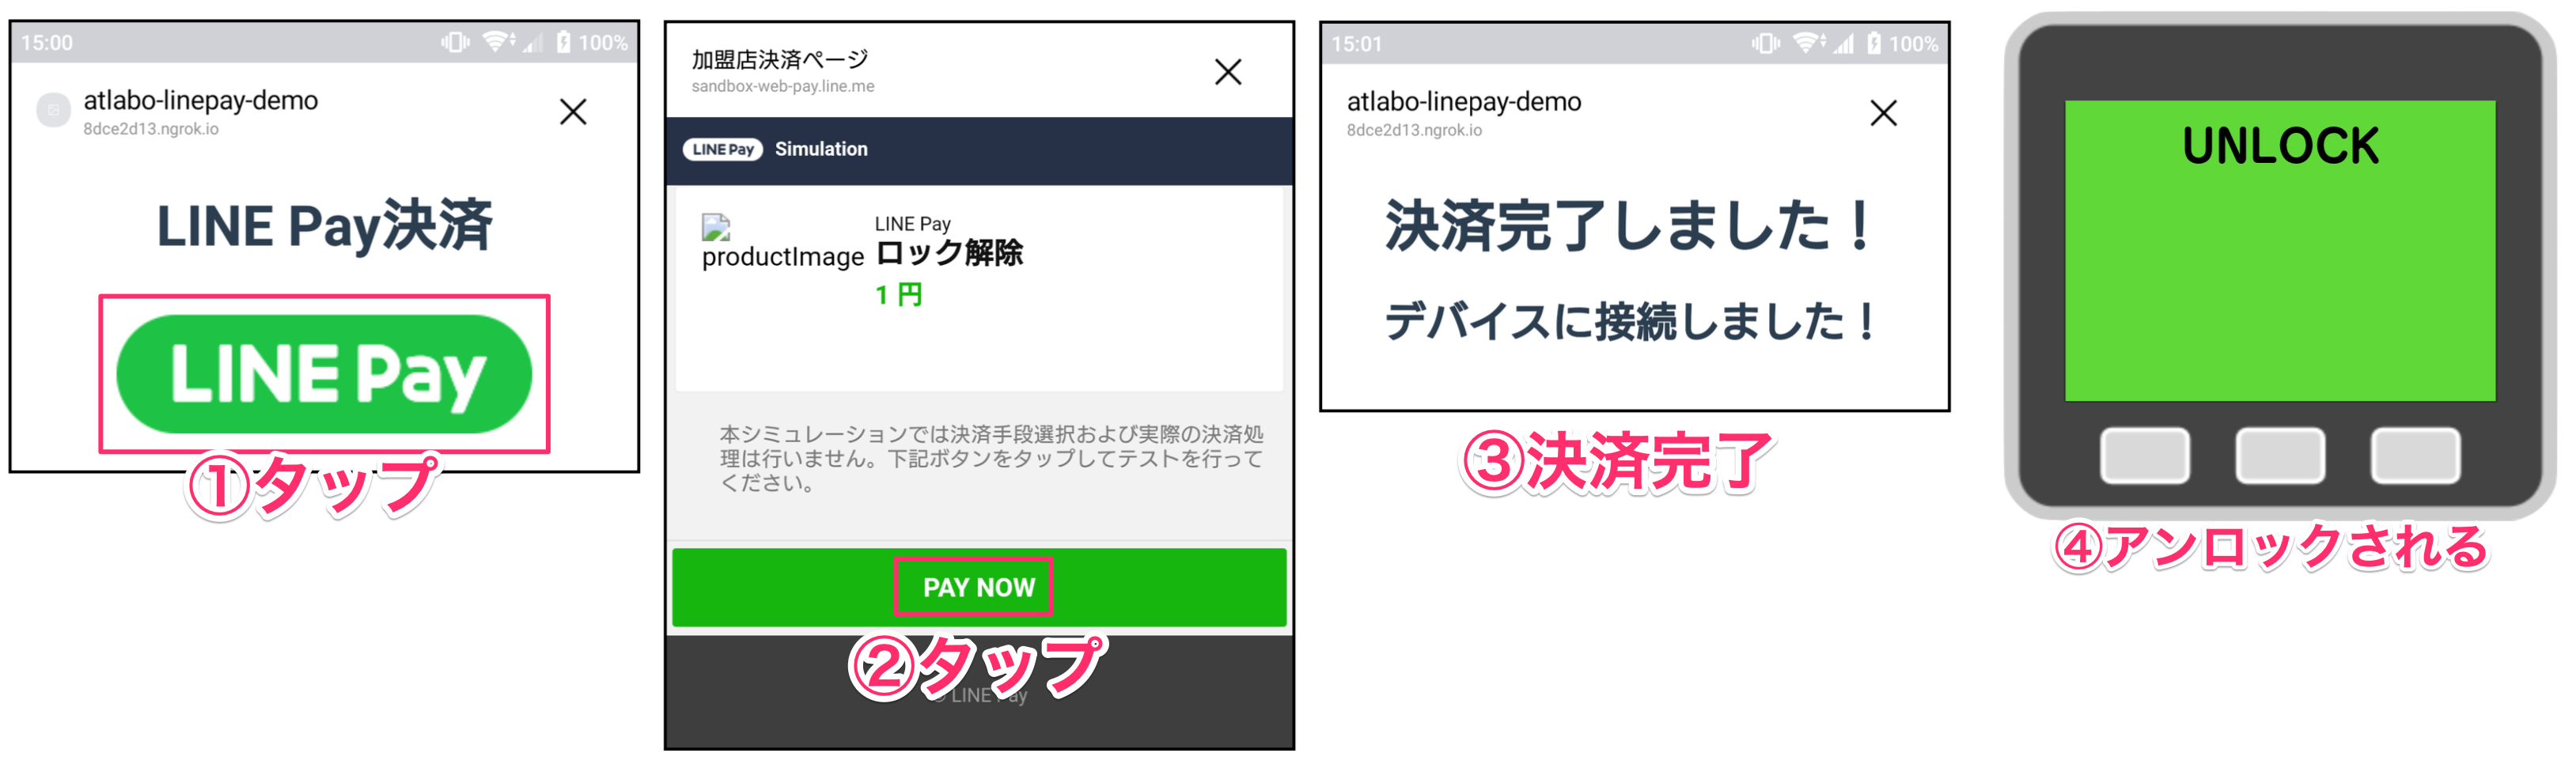 15:00
100%
atlabo-linepay-demo
8dce2d13.ngrok.io
LINE Pay決済
LINE Pay
①タップ
加盟店決済ページ
sandbox-web-pay.line.me
LINE Pay Simulation
productImage
LINE Pay
ロック解除
1 円
本シミュレーションでは決済手段選択および実際の決済処
理は行いません。下記ボタンをタップしてテストを行って
ください。
PAY NOW
②タップ
© LINE Pay
15:01
100%
atlabo-linepay-demo
8dce2d13.ngrok.io
決済完了しました！
デバイスに接続しました！
③決済完了
UNLOCK
④アンロックされる